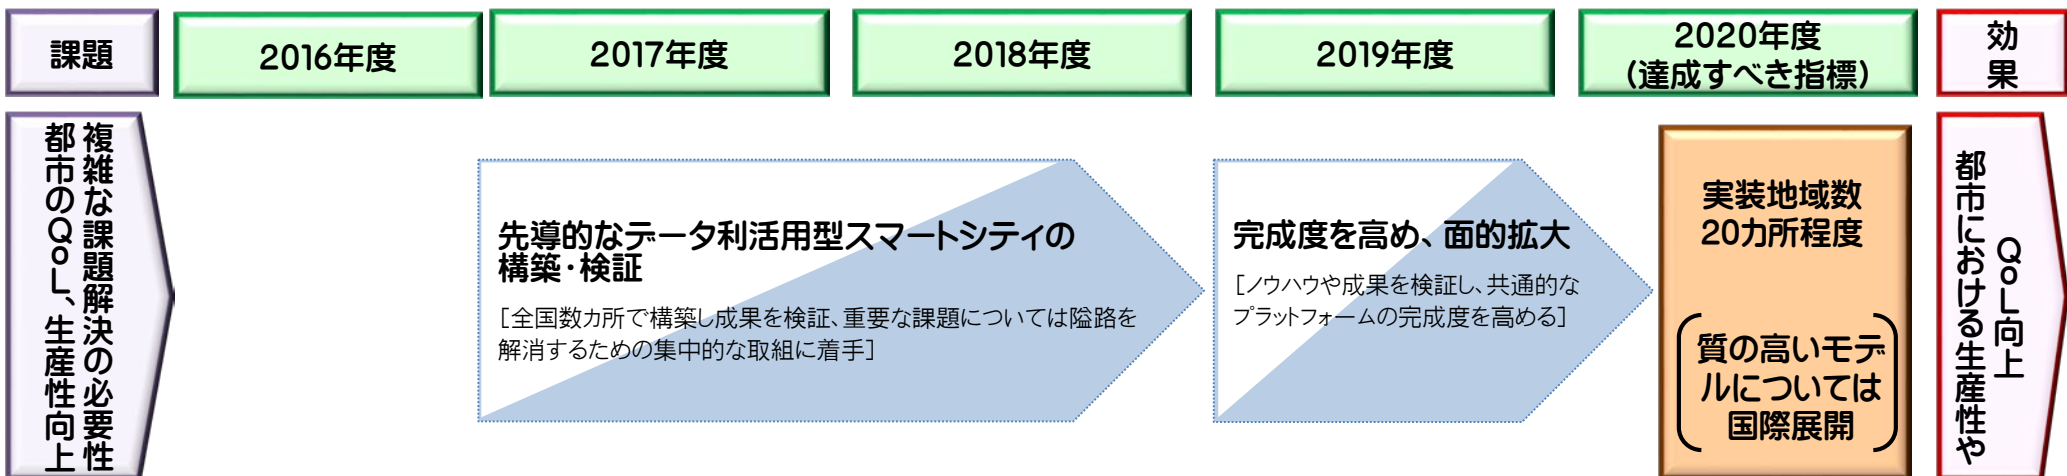 課題
2016年度
2017年度
2018年度
2019年度
2020年度
(達成すべき指標)
効
果
複雑な課題解決の必要性
都市のQoL、生産性向上
先導的なデータ利活用型スマートシティの
構築・検証
[全国数カ所で構築し成果を検証、重要な課題については隘路を
解消するための集中的な取組に着手]
完成度を高め、面的拡大
[ノウハウや成果を検証し、共通的な
プラットフォームの完成度を高める]
実装地域数
20カ所程度
質の高いモデ
ルについては
国際展開
QoL向上
都市における生産性や